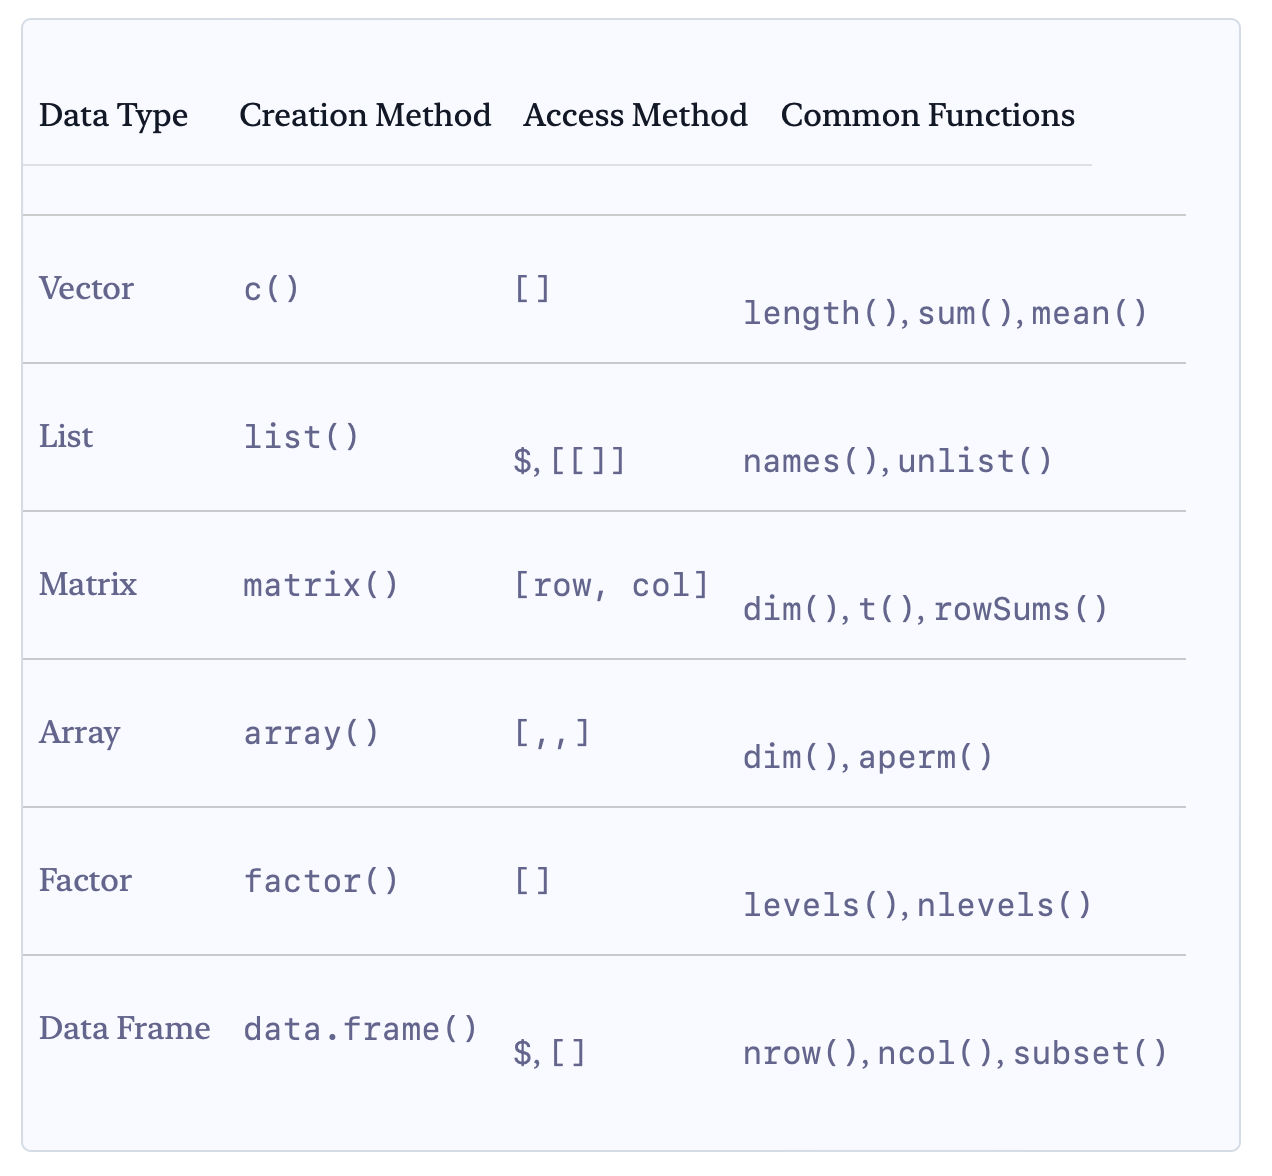 Data Type Creation Method Access Method Common Functions
Vector c() [] length(), sum(), mean()
List list() $, [[]] names(), unlist()
Matrix matrix() [row, col] dim(), t(), rowSums()
Array array() [,,] dim(), aperm()
Factor factor() [] levels(), nlevels()
Data Frame data.frame() $, [] nrow(), ncol(), subset()